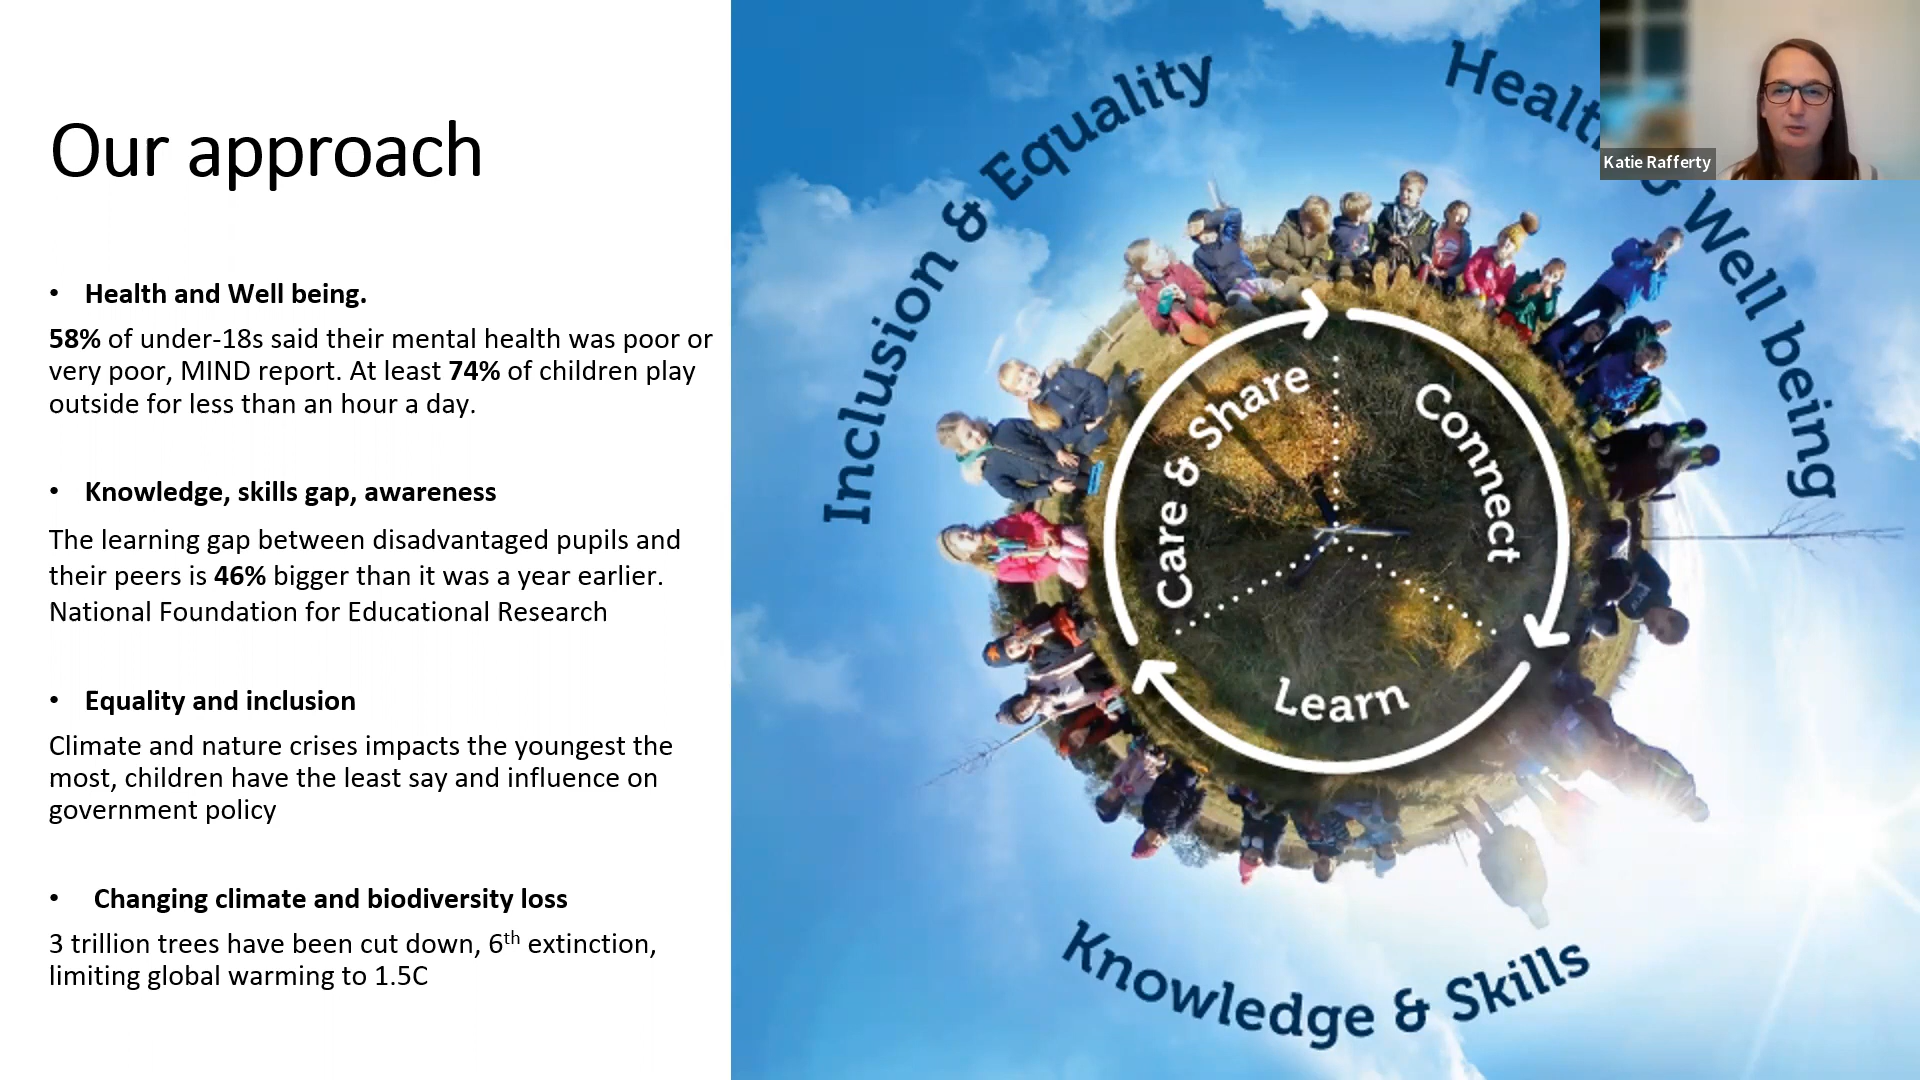 Our approach
• Health and Well being.
58% of under-18s said their mental health was poor or
very poor, MIND report. At least 74% of children play
outside for less than an hour a day.
• Knowledge, skills gap, awareness
The learning gap between disadvantaged pupils and
their peers is 46% bigger than it was a year earlier.
National Foundation for Educational Research
• Equality and inclusion
Climate and nature crises impacts the youngest the
most, children have the least say and influence on
government policy
• Changing climate and biodiversity loss
3 trillion trees have been cut down, 6th extinction,
limiting global warming to 1.5C
Inclusion & Equality
Healt
& Well being
Knowledge & Skills
Care & Share
Connect
Learn
Katie Rafferty